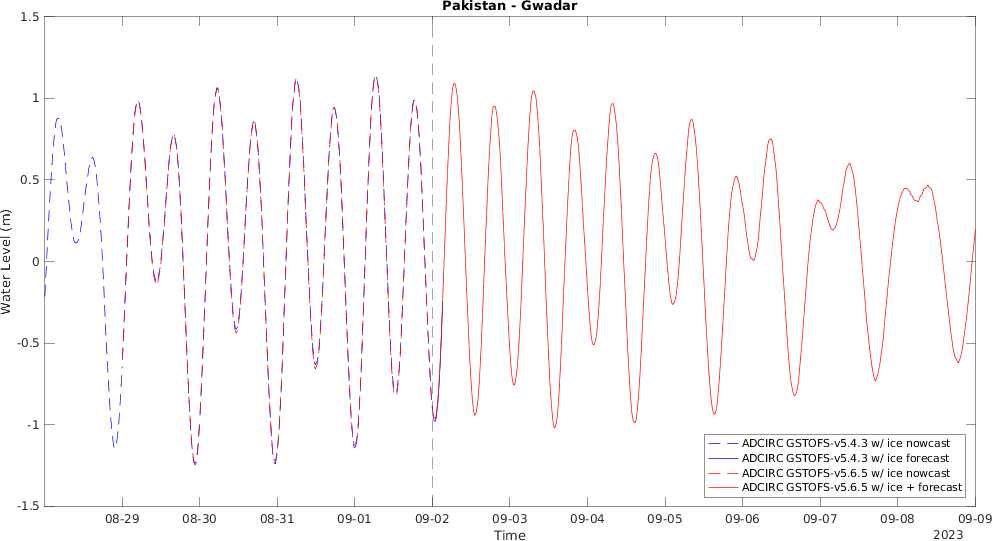 Pakistan - Gwadar
1.5
1
0.5
0
-0.5
-1
-1.5
Water Level (m)
ADCIRC GSTOFS-v5.4.3 w/ ice nowcast
ADCIRC GSTOFS-v5.4.3 w/ ice forecast
ADCIRC GSTOFS-v5.6.5 w/ ice nowcast
ADCIRC GSTOFS-v5.6.5 w/ ice + forecast
08-29 08-30 08-31 09-01 09-02 09-03 09-04 09-05 09-06 09-07 09-08 09-09
Time
2023